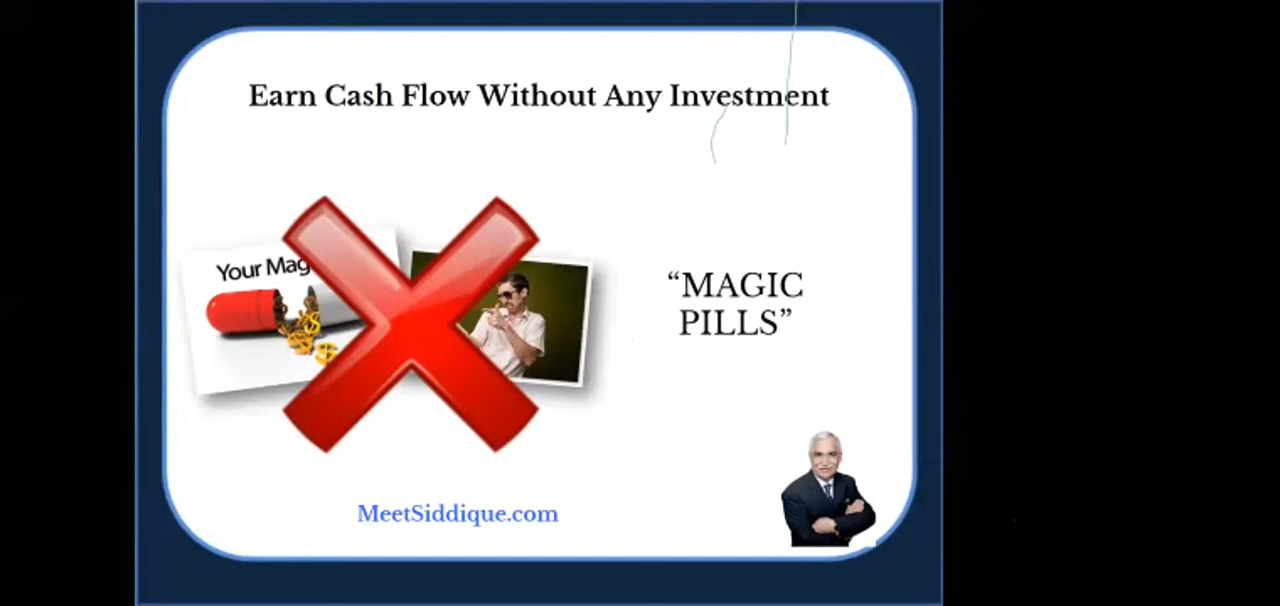 Earn Cash Flow Without Any Investment
Your Mag
“MAGIC
PILLS”
MeetSiddique.com